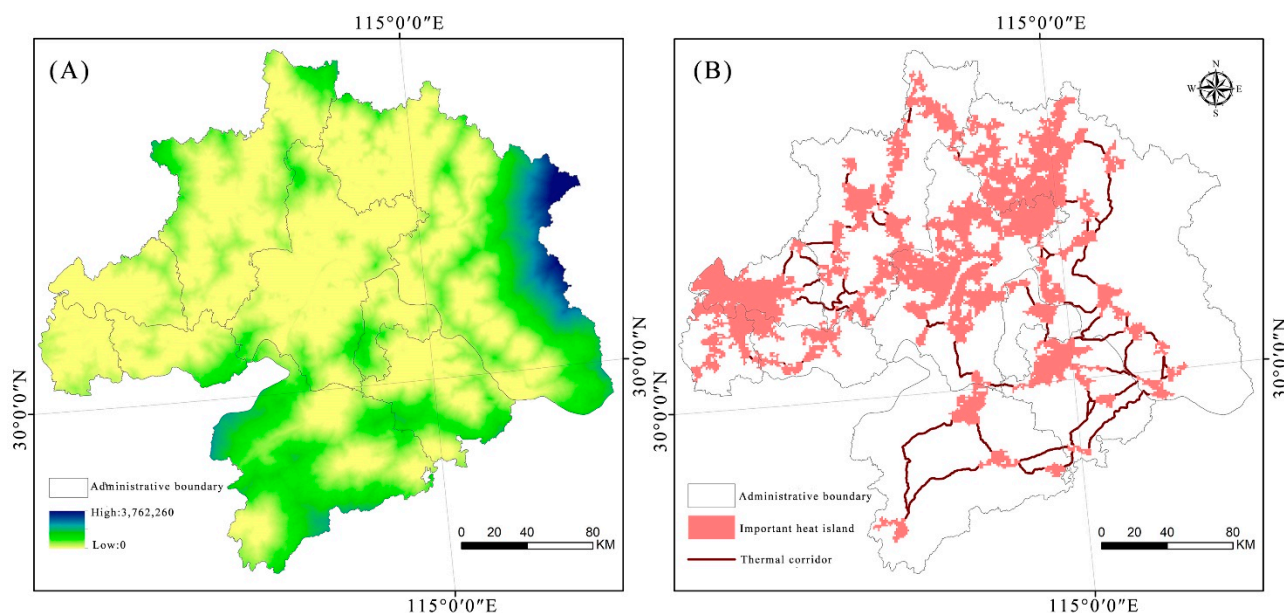 115°0′0″E
(A)
30°0′0″N
30°0′0″N
Administrative boundary
High:3,762,260
Low:0
0 20 40 80
KM
115°0′0″E
115°0′0″E
(B)
N
W E
S
30°0′0″N
30°0′0″N
Administrative boundary
Important heat island
Thermal corridor
0 20 40 80
KM
115°0′0″E